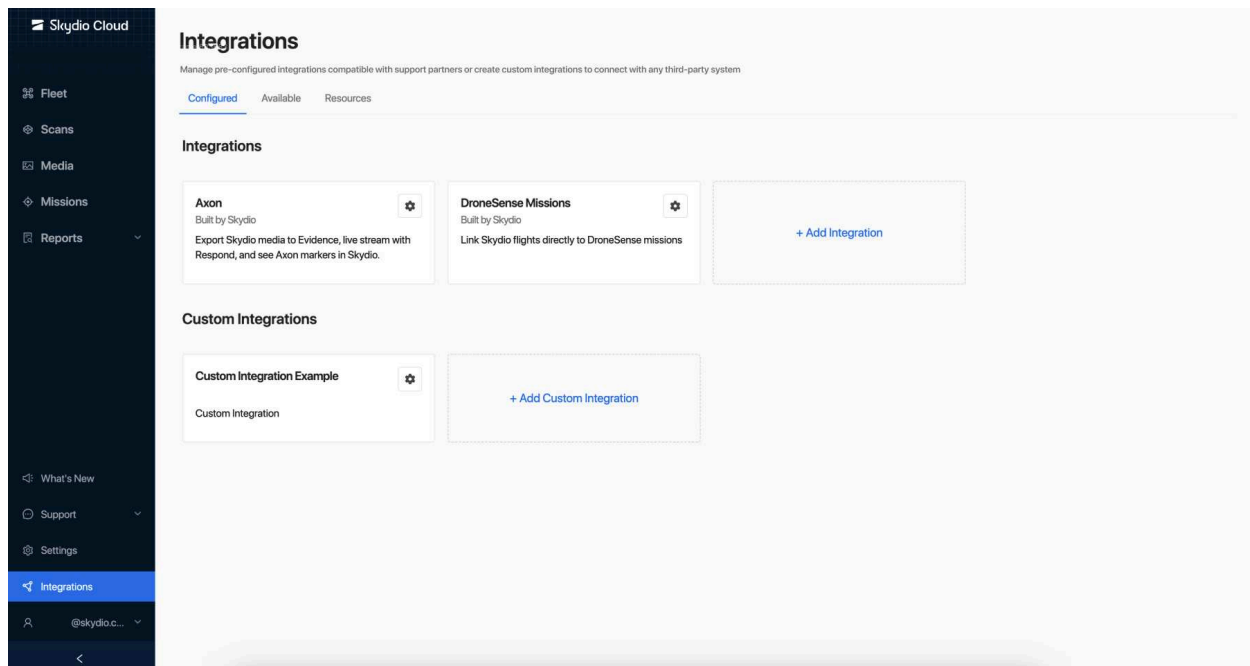 Skydio Cloud
Fleet
Scans
Media
Missions
Reports
What's New
Support
Settings
Integrations
@skydio.c...
Integrations
Manage pre-configured integrations compatible with support partners or create custom integrations to connect with any third-party system
Configured Available Resources
Integrations
Axon
Built by Skydio
Export Skydio media to Evidence, live stream with
Respond, and see Axon markers in Skydio.
DroneSense Missions
Built by Skydio
Link Skydio flights directly to DroneSense missions
+ Add Integration
Custom Integrations
Custom Integration Example
Custom Integration
+ Add Custom Integration